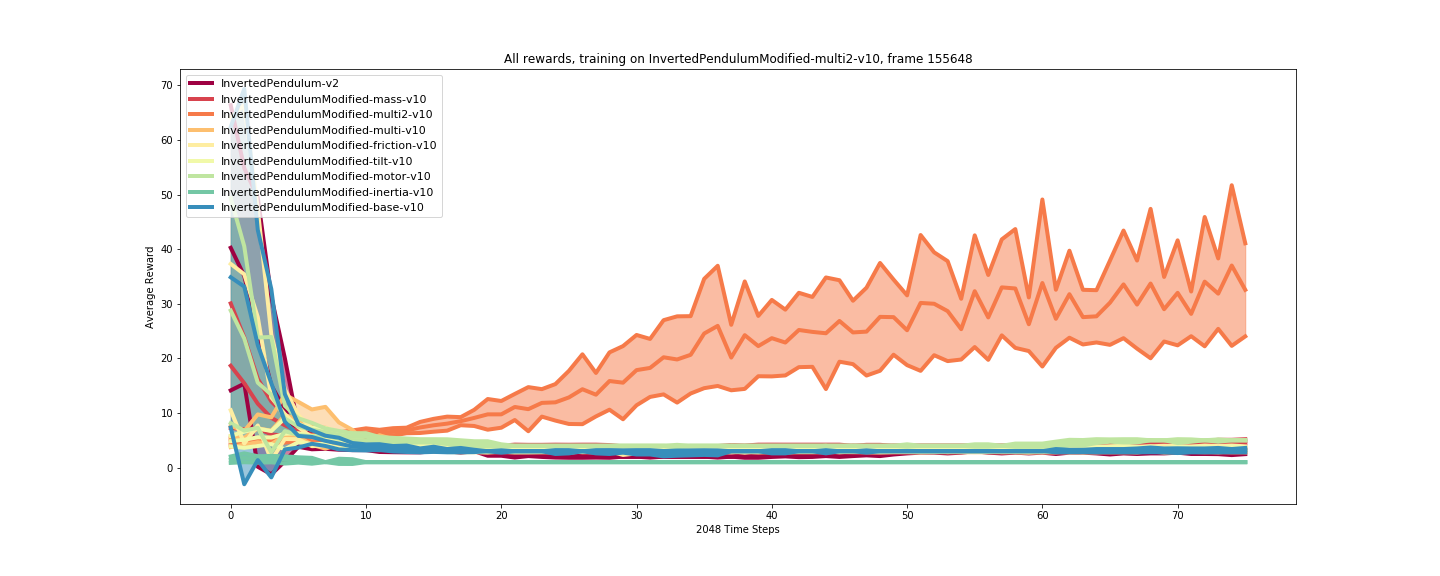 All rewards, training on InvertedPendulumModified-multi2-v10, frame 155648
InvertedPendulum-v2
InvertedPendulumModified-mass-v10
InvertedPendulumModified-multi2-v10
InvertedPendulumModified-multi-v10
InvertedPendulumModified-friction-v10
InvertedPendulumModified-tilt-v10
InvertedPendulumModified-motor-v10
InvertedPendulumModified-inertia-v10
InvertedPendulumModified-base-v10
Average Reward
70
60
50
40
30
20
10
0
0 10 20 30 40 50 60 70
2048 Time Steps